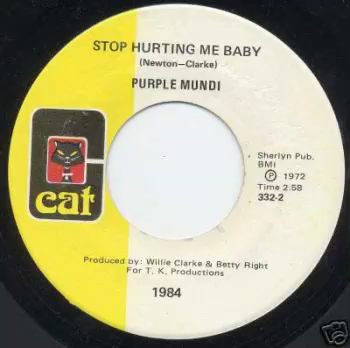 STOP HURTING ME BABY
(Newton-Clarke)
PURPLE MUNDI
cat
Sherlyn Pub.
BMI
Ⓟ 1972
Time 2.58
332-2
Produced by: Willie Clarke & Betty Right
For T. K. Productions
1984